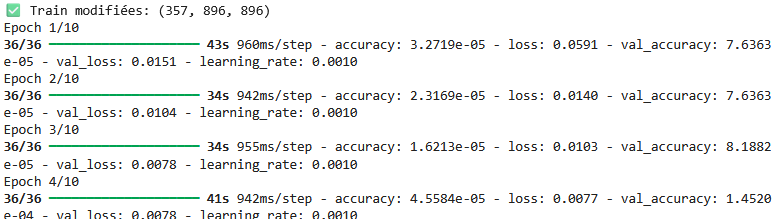 ✅ Train modifiées: (357, 896, 896)
Epoch 1/10
36/36 ━━━━━━━━━━━━━━━━━━━━ 43s 960ms/step - accuracy: 3.2719e-05 - loss: 0.0591 - val_accuracy: 7.6363
e-05 - val_loss: 0.0151 - learning_rate: 0.0010
Epoch 2/10
36/36 ━━━━━━━━━━━━━━━━━━━━ 34s 942ms/step - accuracy: 2.3169e-05 - loss: 0.0140 - val_accuracy: 7.6363
e-05 - val_loss: 0.0104 - learning_rate: 0.0010
Epoch 3/10
36/36 ━━━━━━━━━━━━━━━━━━━━ 34s 955ms/step - accuracy: 1.6213e-05 - loss: 0.0103 - val_accuracy: 8.1882
e-05 - val_loss: 0.0078 - learning_rate: 0.0010
Epoch 4/10
36/36 ━━━━━━━━━━━━━━━━━━━━ 41s 942ms/step - accuracy: 4.5584e-05 - loss: 0.0077 - val_accuracy: 1.4520
e-04 - val_loss: 0.0078 - learning_rate: 0.0010